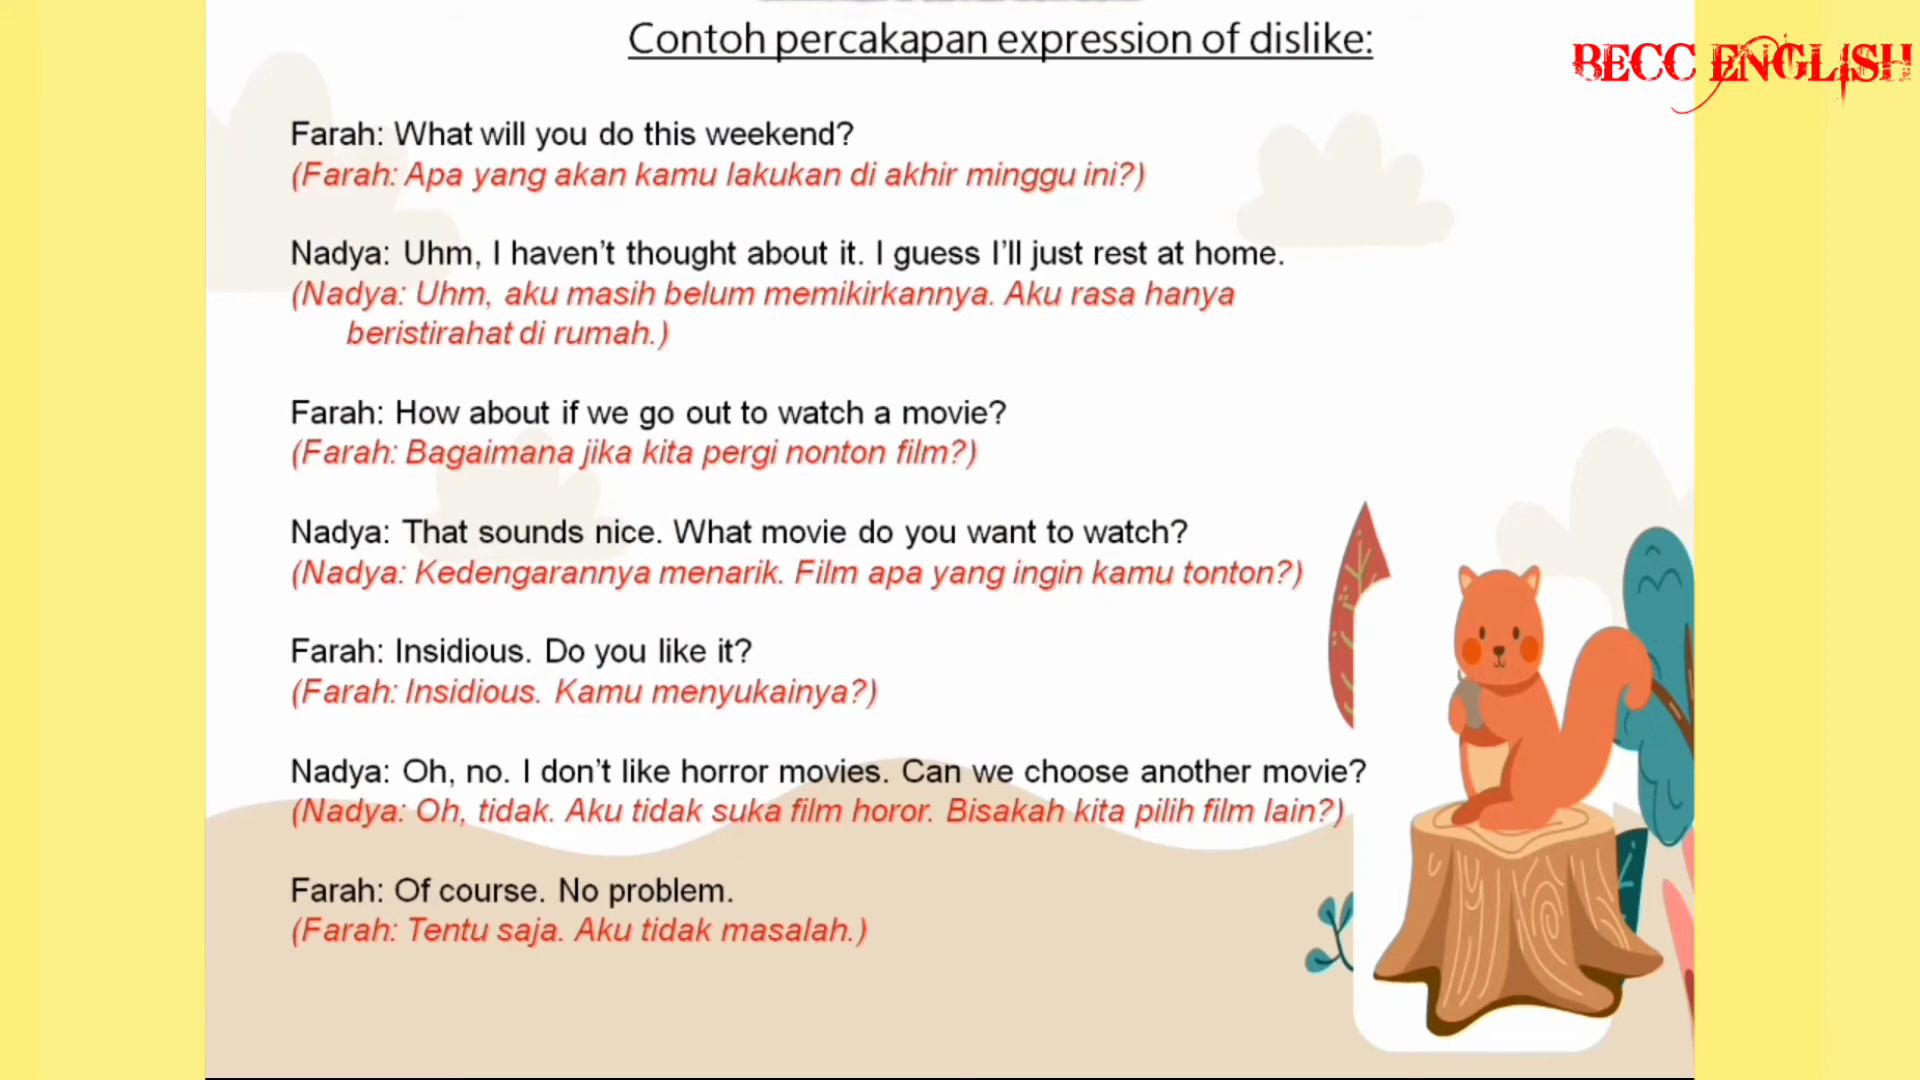 Contoh percakapan expression of dislike:
BECC ENGLISH
Farah: What will you do this weekend?
(Farah: Apa yang akan kamu lakukan di akhir minggu ini?)
Nadya: Uhm, I haven’t thought about it. I guess I’ll just rest at home.
(Nadya: Uhm, aku masih belum memikirkannya. Aku rasa hanya
beristirahat di rumah.)
Farah: How about if we go out to watch a movie?
(Farah: Bagaimana jika kita pergi nonton film?)
Nadya: That sounds nice. What movie do you want to watch?
(Nadya: Kedengarannya menarik. Film apa yang ingin kamu tonton?)
Farah: Insidious. Do you like it?
(Farah: Insidious. Kamu menyukainya?)
Nadya: Oh, no. I don’t like horror movies. Can we choose another movie?
(Nadya: Oh, tidak. Aku tidak suka film horor. Bisakah kita pilih film lain?)
Farah: Of course. No problem.
(Farah: Tentu saja. Aku tidak masalah.)